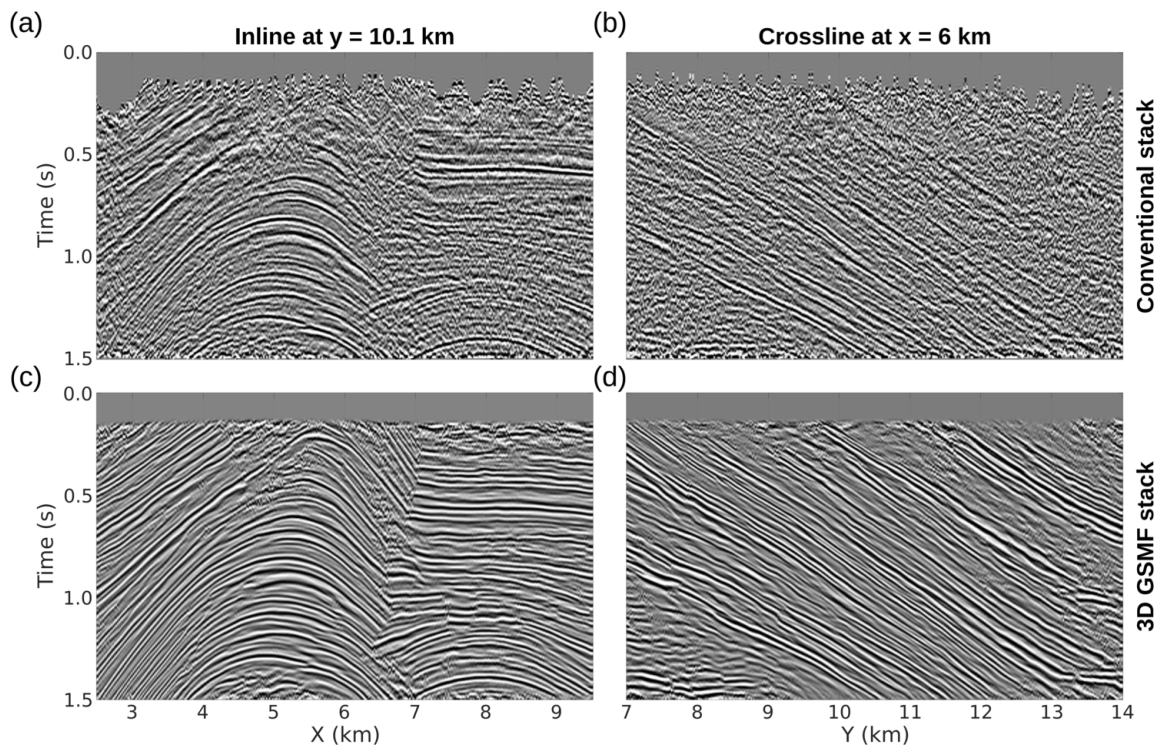 (a)
Inline at y = 10.1 km
(b)
Crossline at x = 6 km
0.0
0.5
1.0
1.5
Time (s)
Conventional stack
(c)
(d)
0.0
0.5
1.0
1.5
Time (s)
3D GSMF stack
3 4 5 6 7 8 9
X (km)
7 8 9 10 11 12 13 14
Y (km)